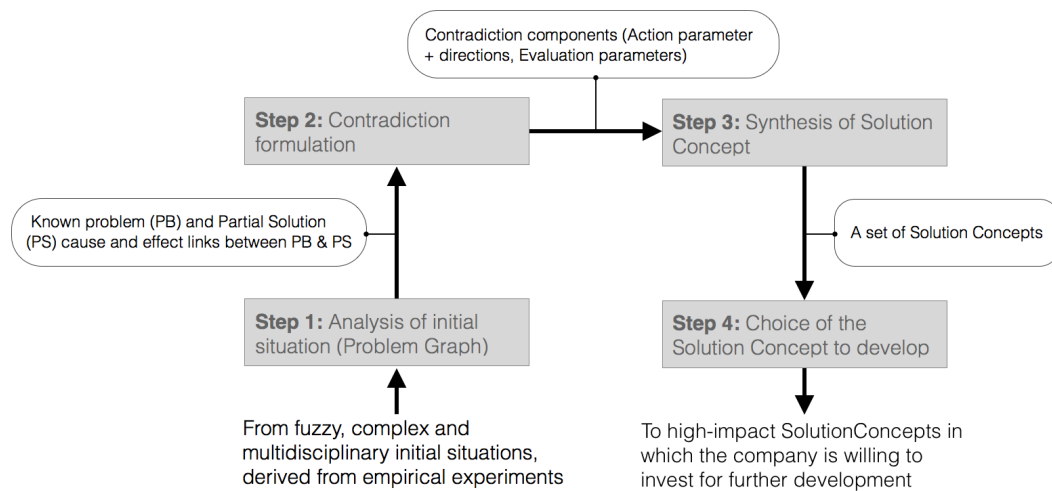 Contradiction components (Action parameter
+ directions, Evaluation parameters)
Step 2: Contradiction
formulation
Step 3: Synthesis of Solution
Concept
Known problem (PB) and Partial Solution
(PS) cause and effect links between PB & PS
A set of Solution Concepts
Step 1: Analysis of initial
situation (Problem Graph)
Step 4: Choice of the
Solution Concept to develop
From fuzzy, complex and
multidisciplinary initial situations,
derived from empirical experiments
To high-impact SolutionConcepts in
which the company is willing to
invest for further development